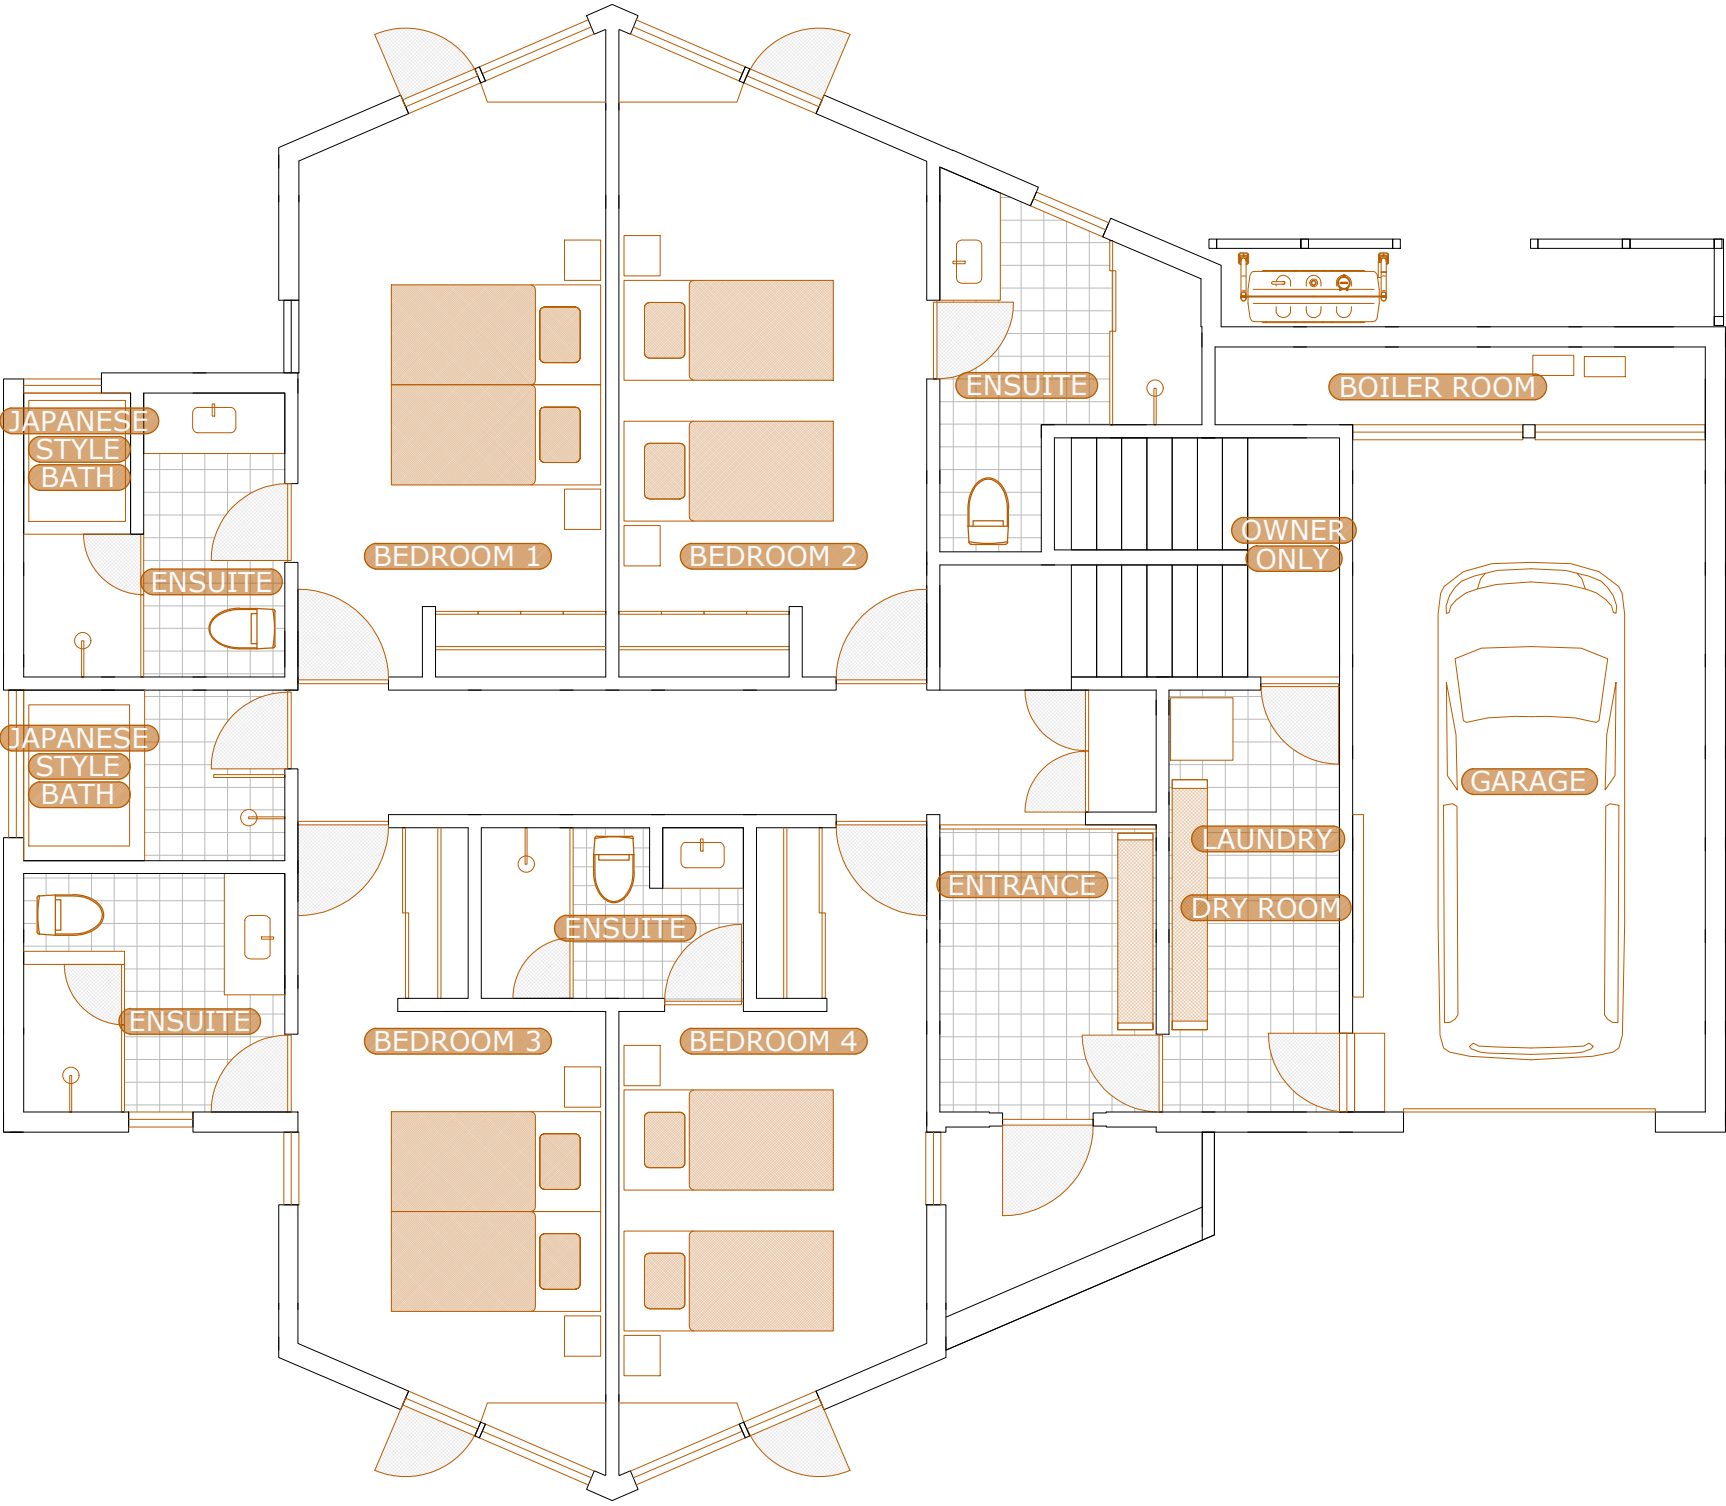 ENSUITE
BOILER ROOM
JAPANESE
STYLE
BATH
OWNER
ONLY
BEDROOM 1
BEDROOM 2
ENSUITE
JAPANESE
STYLE
BATH
GARAGE
LAUNDRY
ENTRANCE
DRY ROOM
ENSUITE
ENSUITE
BEDROOM 3
BEDROOM 4